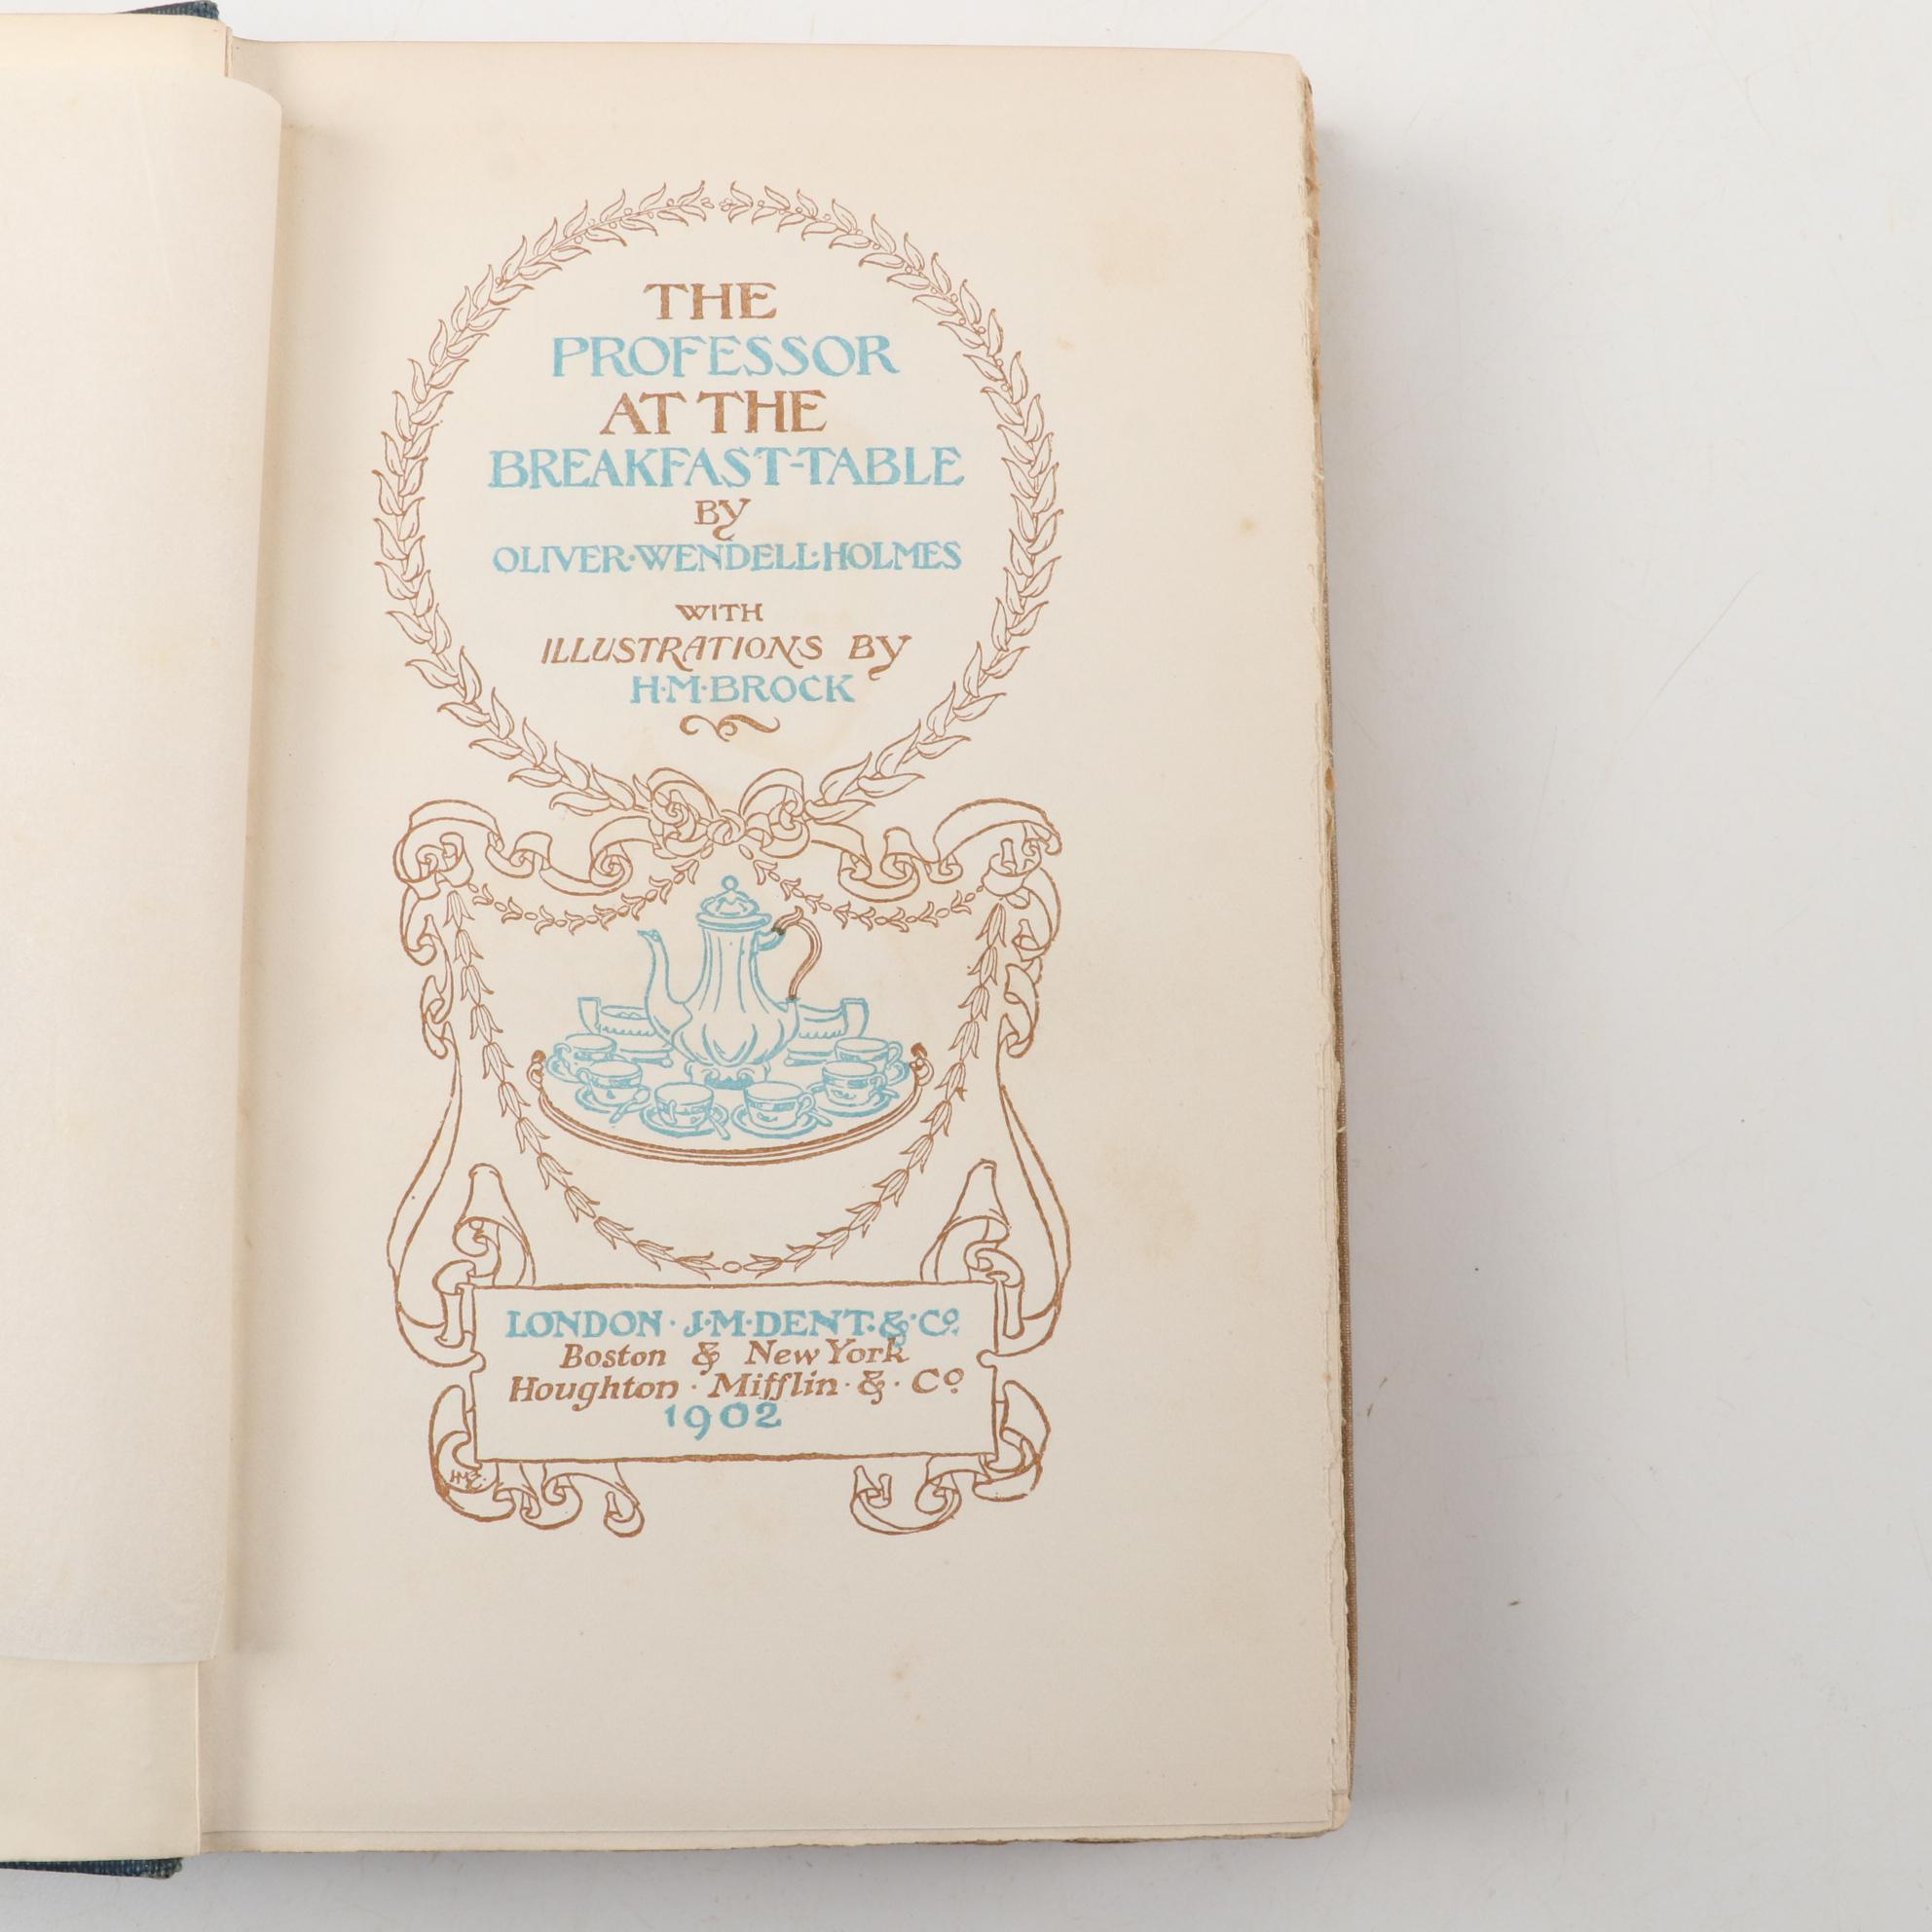 THE
PROFESSOR
AT THE
BREAKFAST-TABLE
BY
OLIVER·WENDELL·HOLMES
WITH
ILLUSTRATIONS BY
H·M·BROCK
LONDON · J·M·DENT·&·Cº.
Boston & New York
Houghton · Mifflin · & · Cº.
1902
HMB.